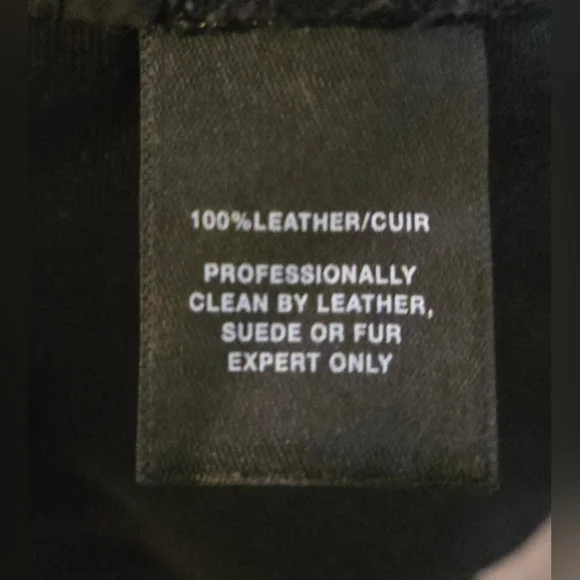 100%LEATHER/CUIR
PROFESSIONALLY
CLEAN BY LEATHER,
SUEDE OR FUR
EXPERT ONLY